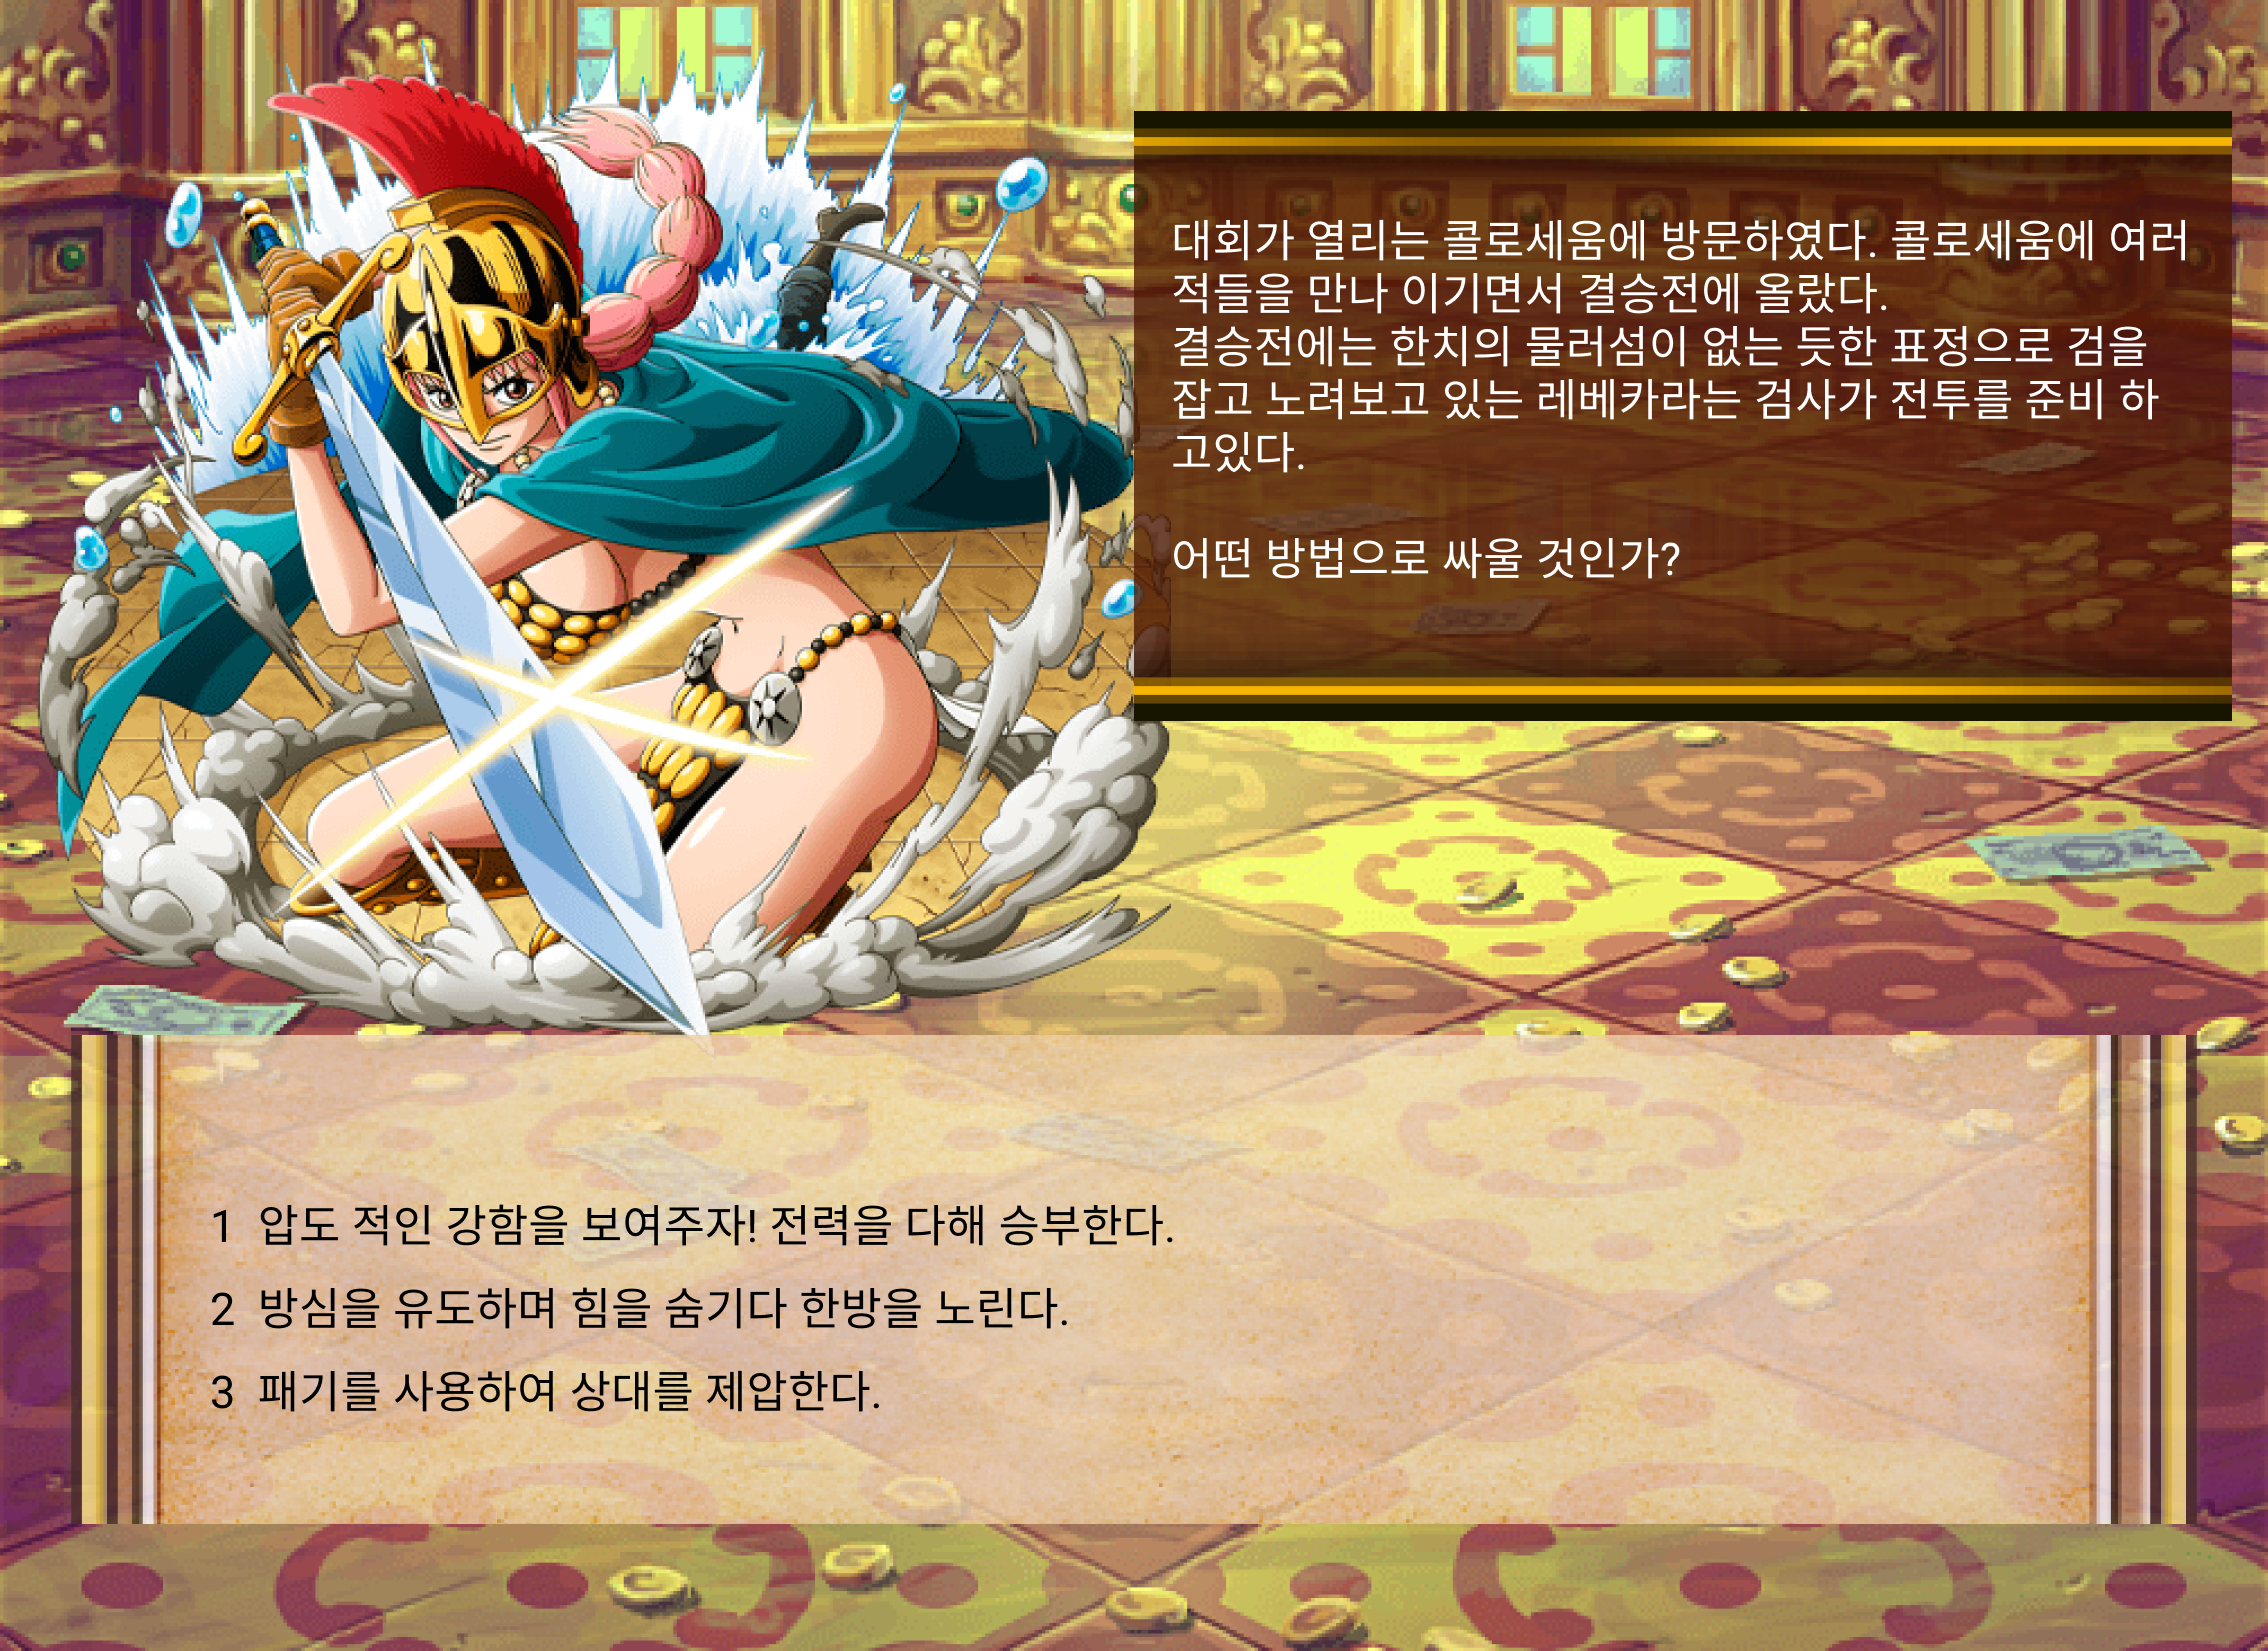 대회가 열리는 콜로세움에 방문하였다. 콜로세움에 여러
적들을 만나 이기면서 결승전에 올랐다.
결승전에는 한치의 물러섬이 없는 듯한 표정으로 검을
잡고 노려보고 있는 레베카라는 검사가 전투를 준비 하
고있다.
어떤 방법으로 싸울 것인가?
1 압도 적인 강함을 보여주자! 전력을 다해 승부한다.
2 방심을 유도하며 힘을 숨기다 한방을 노린다.
3 패기를 사용하여 상대를 제압한다.